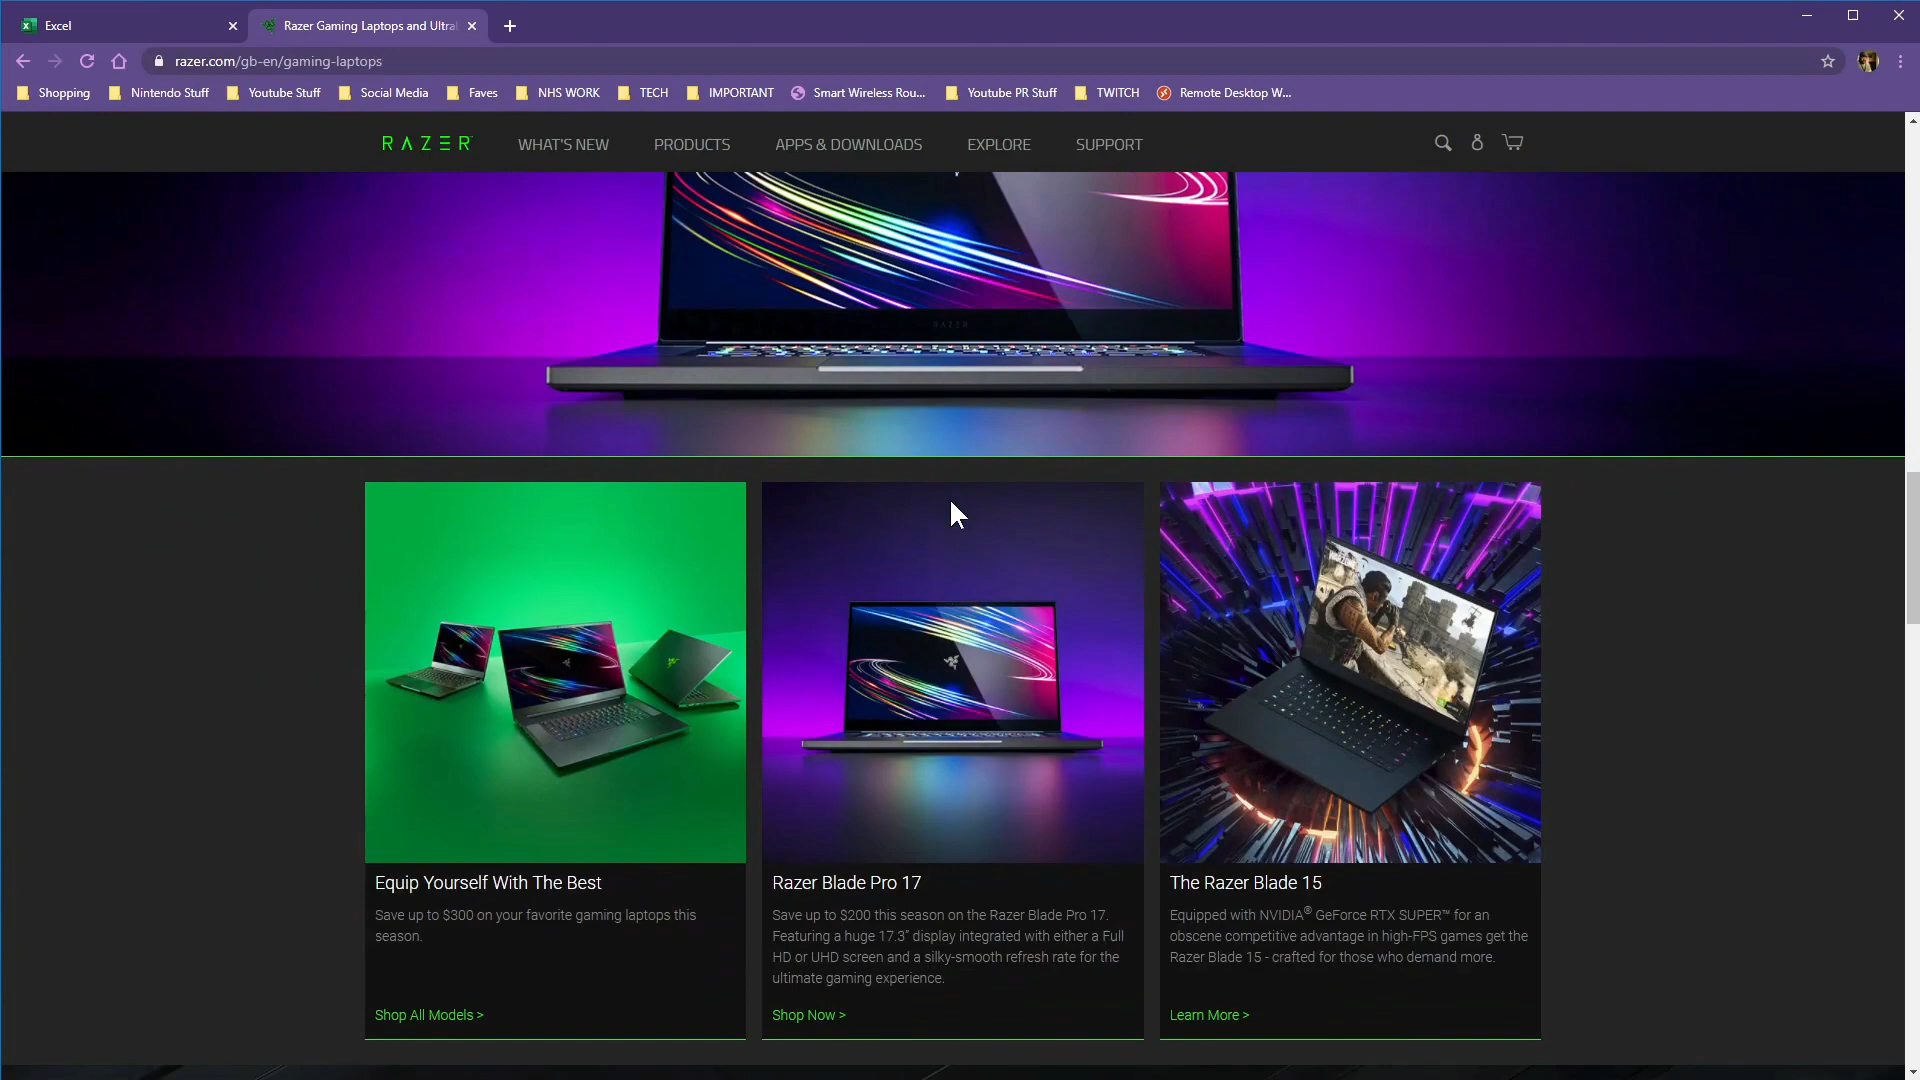 Excel
Razer Gaming Laptops and Ultral
razer.com/gb-en/gaming-laptops
Shopping
Nintendo Stuff
Youtube Stuff
Social Media
Faves
NHS WORK
TECH
IMPORTANT
Smart Wireless Rou...
Youtube PR Stuff
TWITCH
Remote Desktop W...
RAZER
WHAT'S NEW
PRODUCTS
APPS & DOWNLOADS
EXPLORE
SUPPORT
RAZER
WARZONE
Equip Yourself With The Best
Save up to $300 on your favorite gaming laptops this
season.
Shop All Models >
Razer Blade Pro 17
Save up to $200 this season on the Razer Blade Pro 17.
Featuring a huge 17.3” display integrated with either a Full
HD or UHD screen and a silky-smooth refresh rate for the
ultimate gaming experience.
Shop Now >
The Razer Blade 15
Equipped with NVIDIA® GeForce RTX SUPER™ for an
obscene competitive advantage in high-FPS games get the
Razer Blade 15 - crafted for those who demand more.
Learn More >